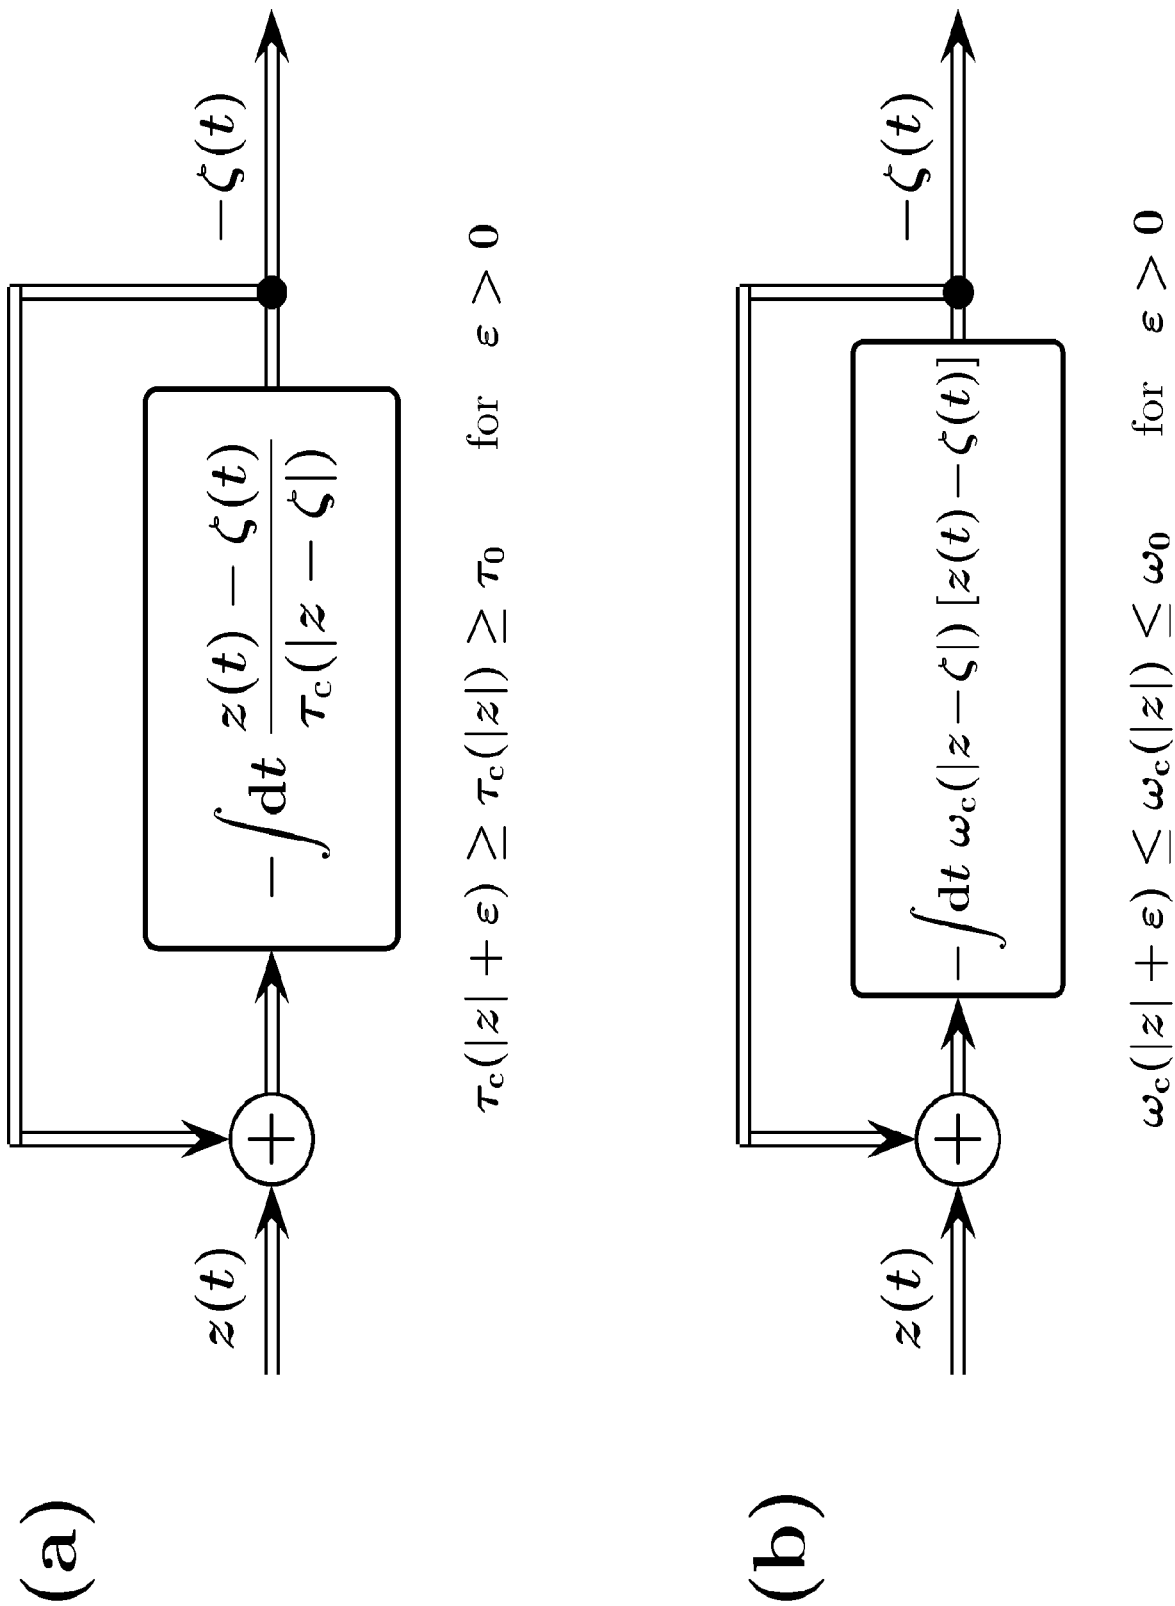 (a)
z(t)
+
−∫dt (z(t) − ζ(t)) / (τc(|z − ζ|))
−ζ(t)
τc(|z| + ε) ≥ τc(|z|) ≥ τ0 for ε > 0
(b)
z(t)
+
−∫dt ωc(|z − ζ|) [z(t) − ζ(t)]
−ζ(t)
ωc(|z| + ε) ≤ ωc(|z|) ≤ ω0 for ε > 0